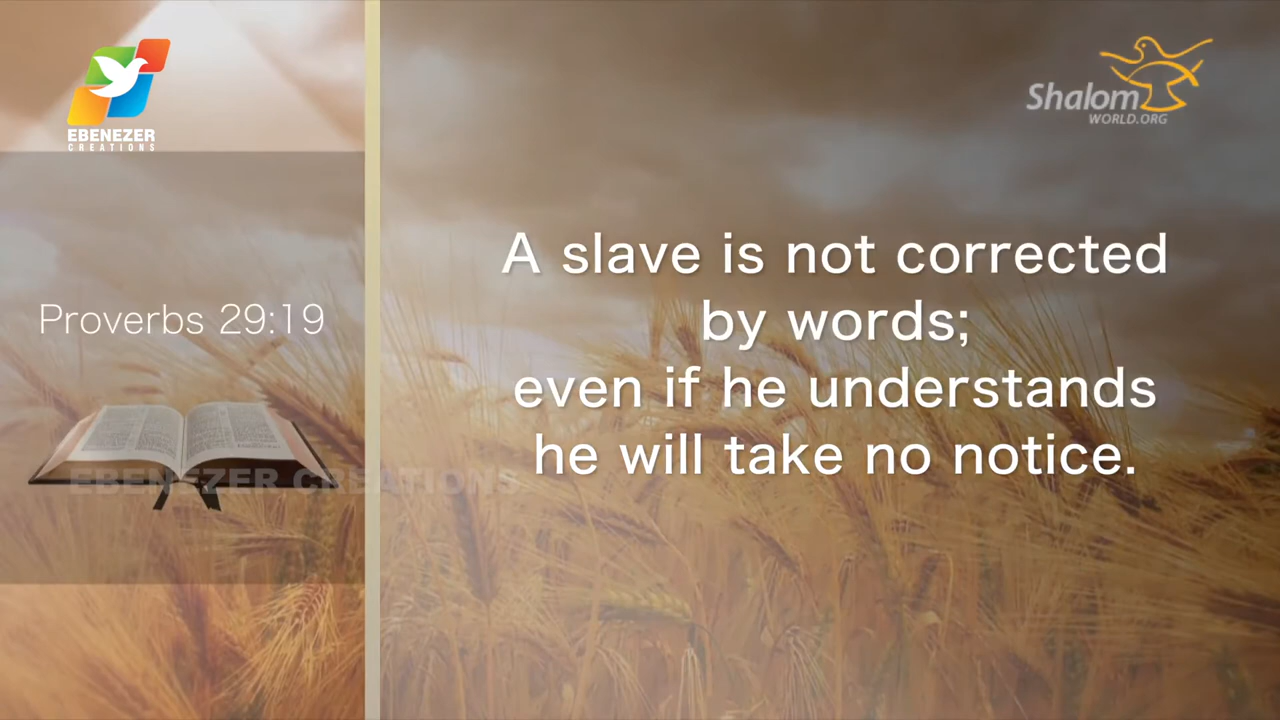 EBENEZER
CREATIONS
Shalom
WORLD.ORG
Proverbs 29:19
A slave is not corrected
by words;
even if he understands
he will take no notice.
EBENEZER CREATIONS